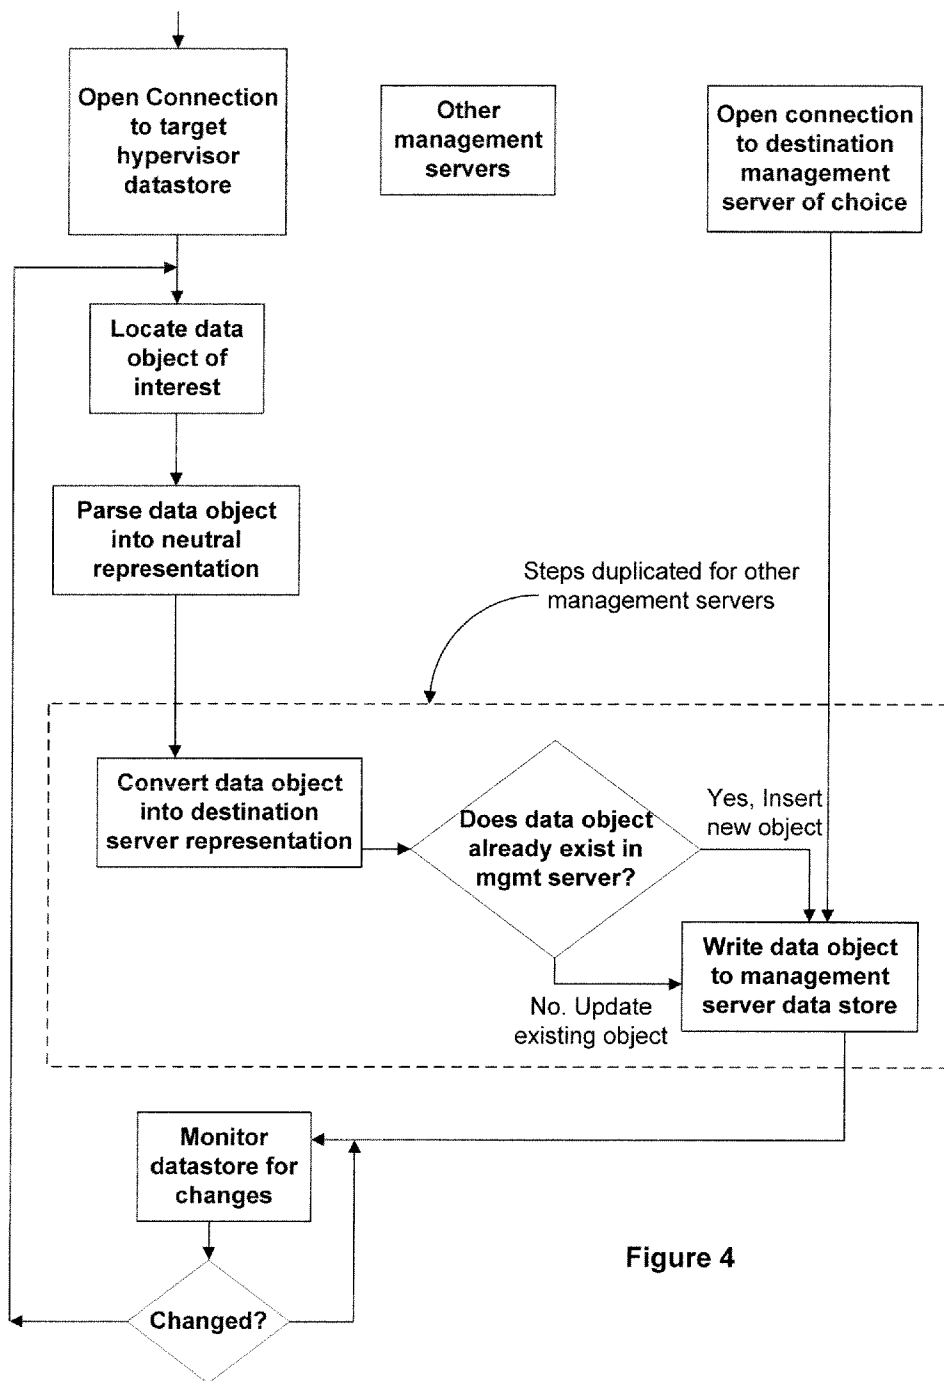 Open Connection
to target
hypervisor
datastore
Other
management
servers
Open connection
to destination
management
server of choice
Locate data
object of
interest
Parse data object
into neutral
representation
Steps duplicated for other
management servers
Convert data object
into destination
server representation
Does data object
already exist in
mgmt server?
Yes, Insert
new object
Write data object
to management
server data store
No. Update
existing object
Monitor
datastore for
changes
Changed?
Figure 4